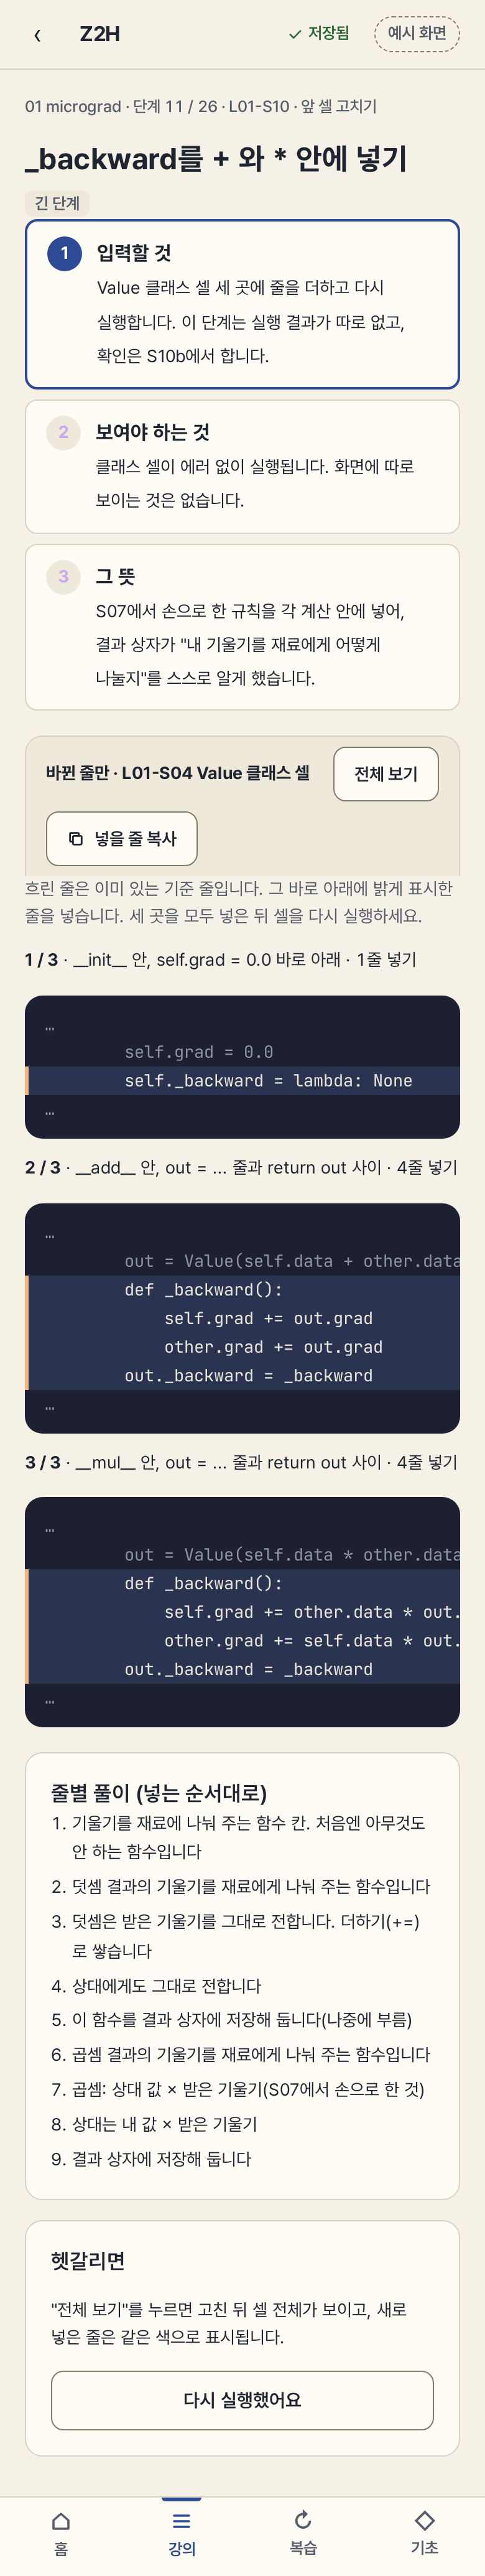 ‹ Z2H ✓ 저장됨 예시 화면
01 micrograd · 단계 11 / 26 · L01-S10 · 앞 셀 고치기
_backward를 + 와 * 안에 넣기
긴 단계
1 입력할 것
Value 클래스 셀 세 곳에 줄을 더하고 다시
실행합니다. 이 단계는 실행 결과가 따로 없고,
확인은 S10b에서 합니다.
2 보여야 하는 것
클래스 셀이 에러 없이 실행됩니다. 화면에 따로
보이는 것은 없습니다.
3 그 뜻
S07에서 손으로 한 규칙을 각 계산 안에 넣어,
결과 상자가 "내 기울기를 재료에게 어떻게
나눌지"를 스스로 알게 했습니다.
바뀐 줄만 · L01-S04 Value 클래스 셀 전체 보기
넣을 줄 복사
흐린 줄은 이미 있는 기준 줄입니다. 그 바로 아래에 밝게 표시한
줄을 넣습니다. 세 곳을 모두 넣은 뒤 셀을 다시 실행하세요.
1 / 3 · __init__ 안, self.grad = 0.0 바로 아래 · 1줄 넣기
…
self.grad = 0.0
self._backward = lambda: None
…
2 / 3 · __add__ 안, out = ... 줄과 return out 사이 · 4줄 넣기
…
out = Value(self.data + other.data
def _backward():
self.grad += out.grad
other.grad += out.grad
out._backward = _backward
…
3 / 3 · __mul__ 안, out = ... 줄과 return out 사이 · 4줄 넣기
…
out = Value(self.data * other.data
def _backward():
self.grad += other.data * out.
other.grad += self.data * out.
out._backward = _backward
…
줄별 풀이 (넣는 순서대로)
1. 기울기를 재료에 나눠 주는 함수 칸. 처음엔 아무것도
안 하는 함수입니다
2. 덧셈 결과의 기울기를 재료에게 나눠 주는 함수입니다
3. 덧셈은 받은 기울기를 그대로 전합니다. 더하기(+=)
로 쌓습니다
4. 상대에게도 그대로 전합니다
5. 이 함수를 결과 상자에 저장해 둡니다(나중에 부름)
6. 곱셈 결과의 기울기를 재료에게 나눠 주는 함수입니다
7. 곱셈: 상대 값 × 받은 기울기(S07에서 손으로 한 것)
8. 상대는 내 값 × 받은 기울기
9. 결과 상자에 저장해 둡니다
헷갈리면
"전체 보기"를 누르면 고친 뒤 셀 전체가 보이고, 새로
넣은 줄은 같은 색으로 표시됩니다.
다시 실행했어요
홈 강의 복습 기초